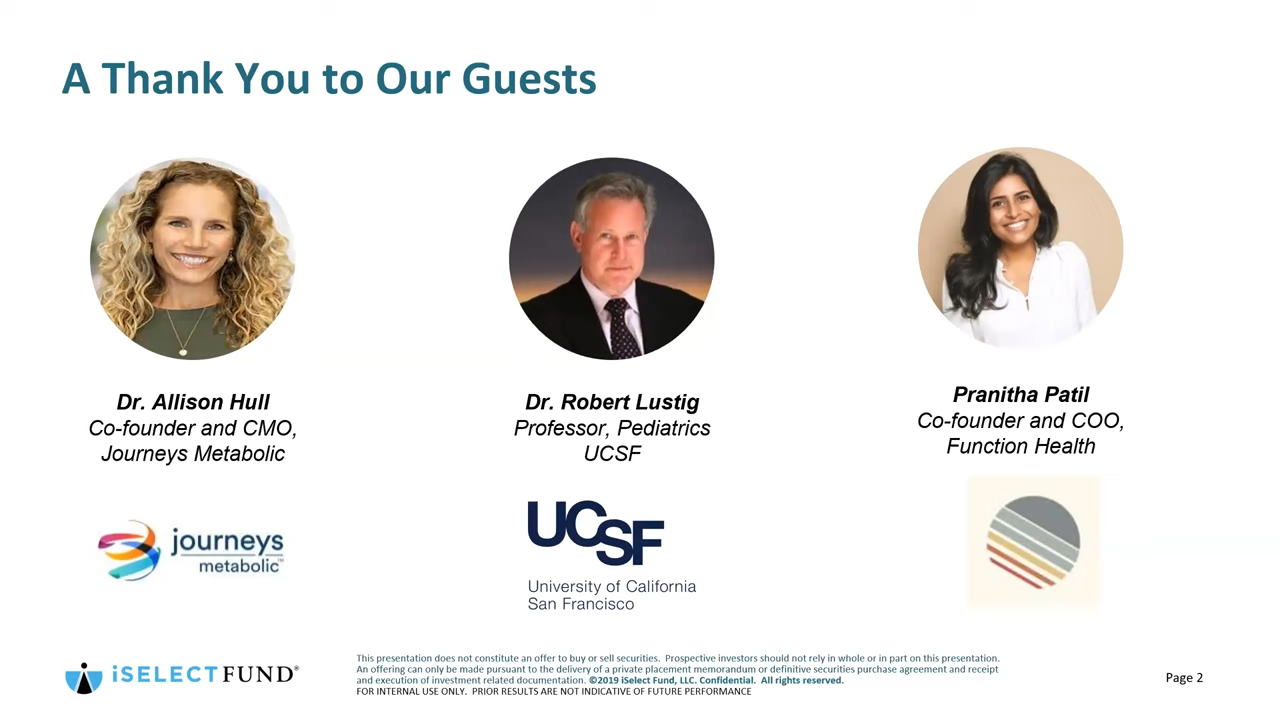 A Thank You to Our Guests
Dr. Allison Hull
Co-founder and CMO,
Journeys Metabolic
Dr. Robert Lustig
Professor, Pediatrics
UCSF
Pranitha Patil
Co-founder and COO,
Function Health
journeys
metabolic™
UCSF
University of California
San Francisco
iSELECTFUND®
This presentation does not constitute an offer to buy or sell securities.  Prospective investors should not rely in whole or in part on this presentation.
An offering can only be made pursuant to the delivery of a private placement memorandum or definitive securities purchase agreement and receipt
and execution of investment related documentation. ©2019 iSelect Fund, LLC. Confidential.  All rights reserved.
FOR INTERNAL USE ONLY.  PRIOR RESULTS ARE NOT INDICATIVE OF FUTURE PERFORMANCE
Page 2